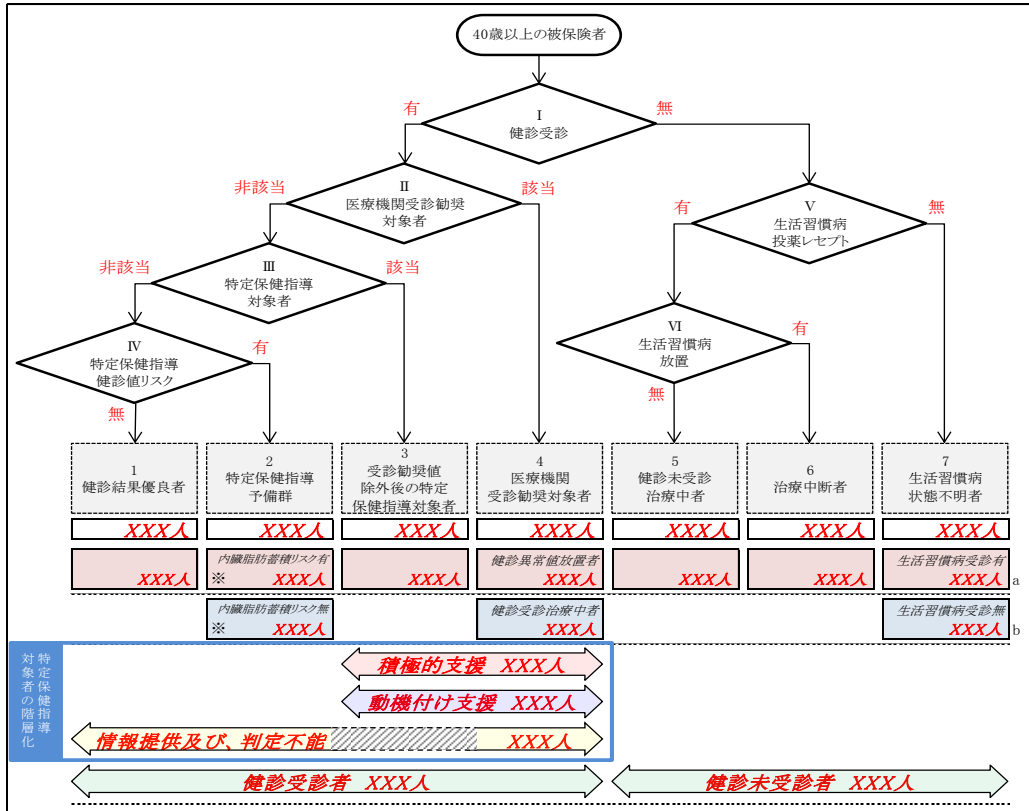 40歳以上の被保険者
Ⅰ
健診受診
有
無
Ⅱ
医療機関受診勧奨
対象者
非該当
該当
Ⅴ
生活習慣病
投薬レセプト
有
無
Ⅲ
特定保健指導
対象者
非該当
該当
Ⅵ
生活習慣病
放置
有
無
Ⅳ
特定保健指導
健診値リスク
有
無
1
健診結果優良者
2
特定保健指導
予備群
3
受診勧奨値
除外後の特定
保健指導対象者
4
医療機関
受診勧奨対象者
5
健診未受診
治療中者
6
治療中断者
7
生活習慣病
状態不明者
XXX人
XXX人
XXX人
XXX人
XXX人
XXX人
XXX人
XXX人
内臓脂肪蓄積リスク有
※ XXX人
XXX人
健診異常値放置者
XXX人
XXX人
XXX人
生活習慣病受診有
XXX人
a
内臓脂肪蓄積リスク無
※ XXX人
健診受診治療中者
XXX人
生活習慣病受診無
XXX人
b
特定保健指導
対象者の階層化
積極的支援 XXX人
動機付け支援 XXX人
情報提供及び、判定不能 XXX人
健診受診者 XXX人
健診未受診者 XXX人